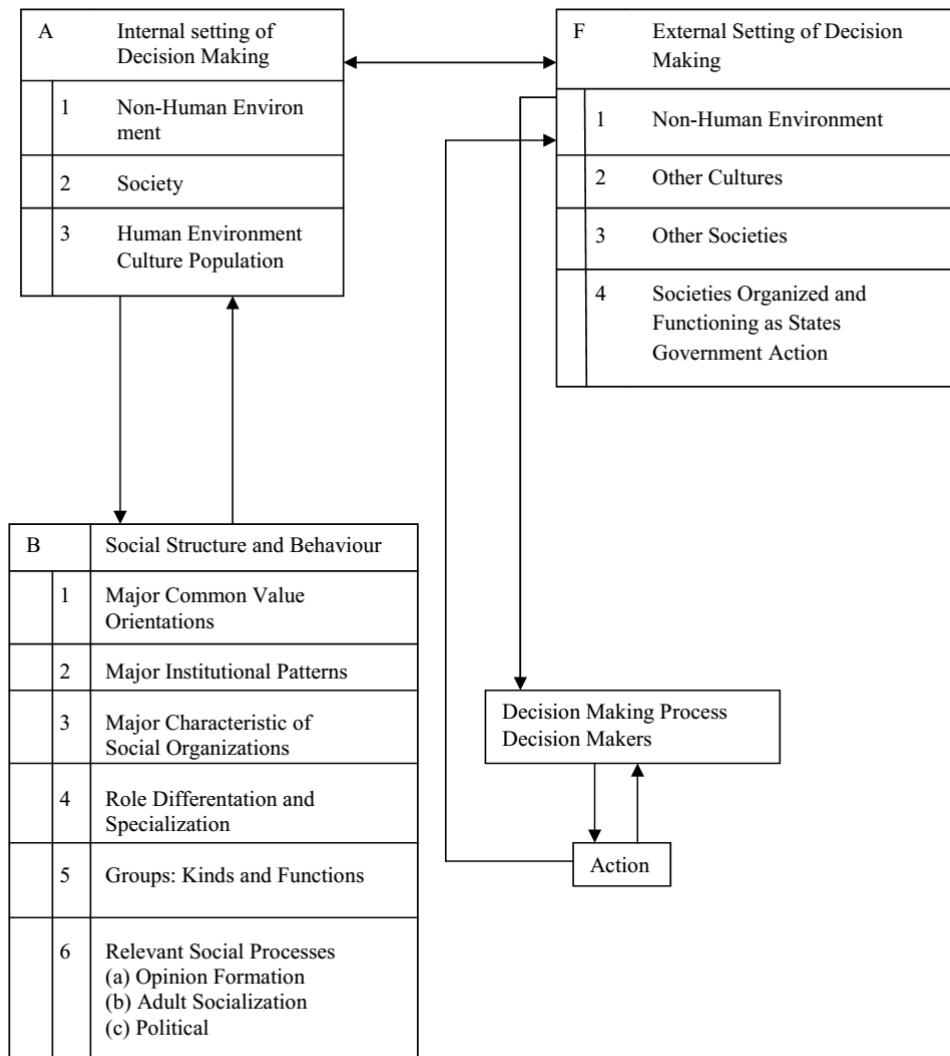 A Internal setting of
Decision Making
1 Non-Human Environ
ment
2 Society
3 Human Environment
Culture Population
F External Setting of Decision
Making
1 Non-Human Environment
2 Other Cultures
3 Other Societies
4 Societies Organized and
Functioning as States
Government Action
B Social Structure and Behaviour
1 Major Common Value
Orientations
2 Major Institutional Patterns
3 Major Characteristic of
Social Organizations
4 Role Differentation and
Specialization
5 Groups: Kinds and Functions
6 Relevant Social Processes
(a) Opinion Formation
(b) Adult Socialization
(c) Political
Decision Making Process
Decision Makers
Action